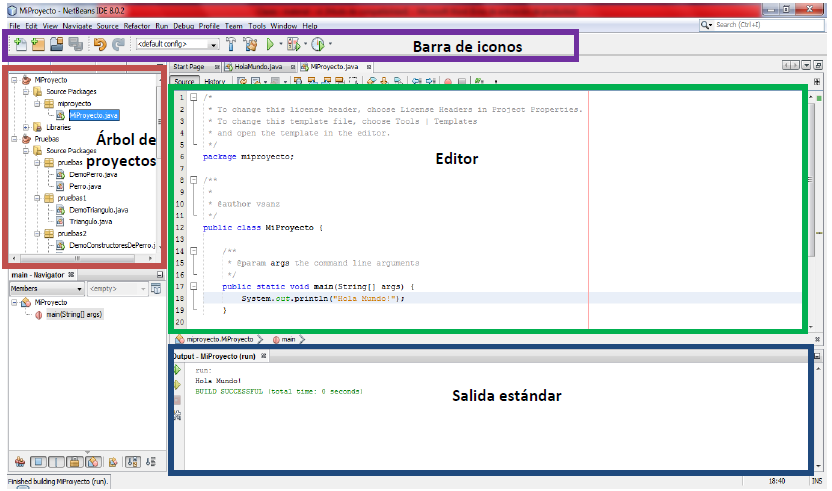 MiProyecto - NetBeans IDE 8.0.2
File Edit View Navigate Source Refactor Run Debug Profile Team Tools Window Help
Search (Ctrl+I)
<default config>
Barra de iconos
Start Page
HolaMundo.java
MiProyecto.java
Source History
MiProyecto
Source Packages
miproyecto
MiProyecto.java
Libraries
Pruebas
Source Packages
pruebas
DemoPerro.java
Perro.java
pruebas1
DemoTriangulo.java
Triangulo.java
pruebas2
DemoConstructoresDePerro.j
Árbol de
proyectos
1 /*
2 * To change this license header, choose License Headers in Project Properties.
3 * To change this template file, choose Tools | Templates
4 * and open the template in the editor.
5 */
6 package miproyecto;
7
8 /**
9 *
10 * @author vsanz
11 */
12 public class MiProyecto {
13
14 /**
15 * @param args the command line arguments
16 */
17 public static void main(String[] args) {
18 System.out.println("Hola Mundo!");
19 }
20
Editor
main - Navigator
Members
<empty>
MiProyecto
main(String[] args)
miproyecto.MiProyecto
main
Output - MiProyecto (run)
run:
Hola Mundo!
BUILD SUCCESSFUL (total time: 0 seconds)
Salida estándar
Finished building MiProyecto (run).
18:40
INS